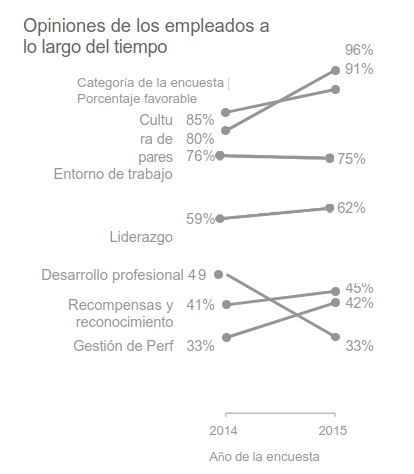 Opiniones de los empleados a
lo largo del tiempo
96%
91%
Categoría de la encuesta
Porcentaje favorable
Cultu 85%
ra de 80%
pares 76% 75%
Entorno de trabajo
59% 62%
Liderazgo
Desarrollo profesional 49
Recompensas y 41% 45%
reconocimiento 42%
Gestión de Perf 33% 33%
2014 2015
Año de la encuesta